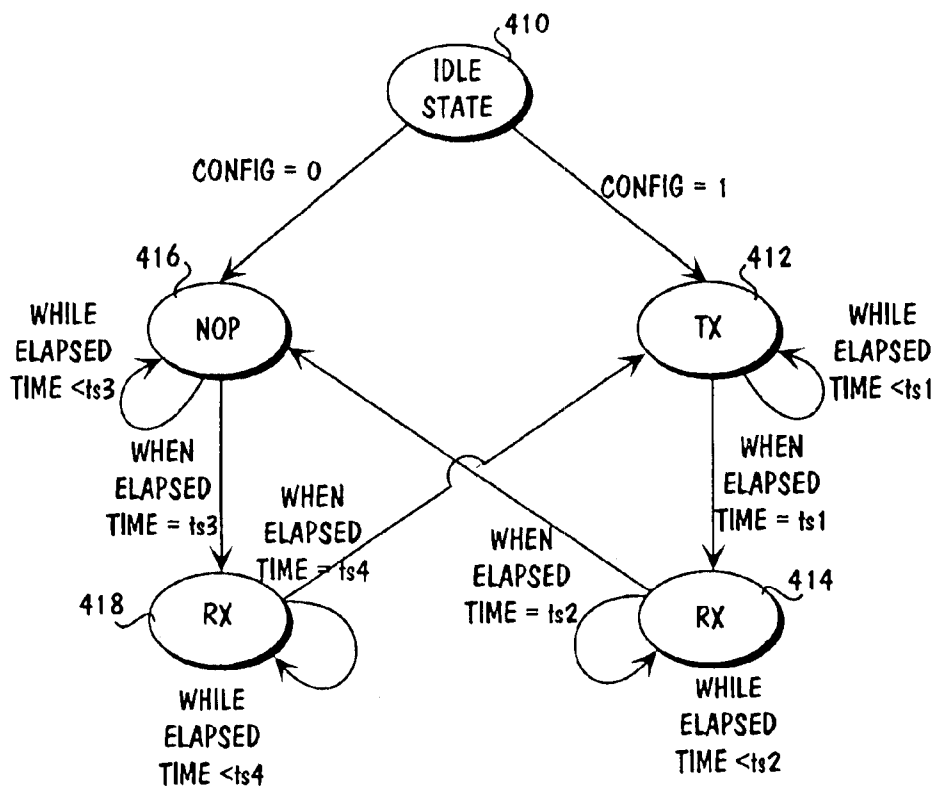 410
IDLE
STATE
CONFIG = 0
CONFIG = 1
416
412
NOP
TX
WHILE
ELAPSED
TIME <ts3
WHILE
ELAPSED
TIME <ts1
WHEN
ELAPSED
TIME = ts3
WHEN
ELAPSED
TIME = ts4
WHEN
ELAPSED
TIME = ts2
WHEN
ELAPSED
TIME = ts1
418
RX
414
RX
WHILE
ELAPSED
TIME <ts4
WHILE
ELAPSED
TIME <ts2